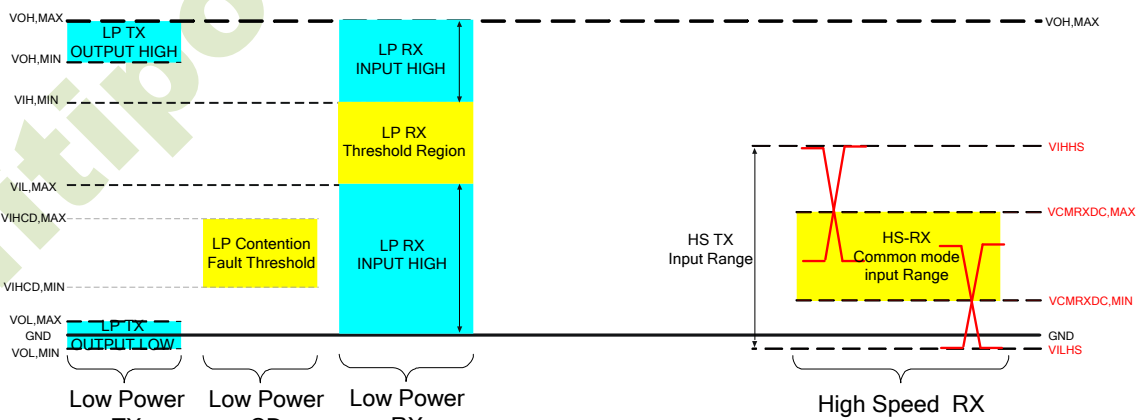 VOH,MAX
LP TX
OUTPUT HIGH
VOH,MIN
VIH,MIN
VIL,MAX
VIHCD,MAX
VIHCD,MIN
VOL,MAX
GND
VOL,MIN
LP TX
OUTPUT LOW
LP Contention
Fault Threshold
LP RX
INPUT HIGH
LP RX
Threshold Region
LP RX
INPUT HIGH
HS TX
Input Range
HS-RX
Common mode
input Range
VOH,MAX
VIHHS
VCMRXDC,MAX
VCMRXDC,MIN
GND
VILHS
Low Power
TX
Low Power
CD
Low Power
RX
High Speed RX